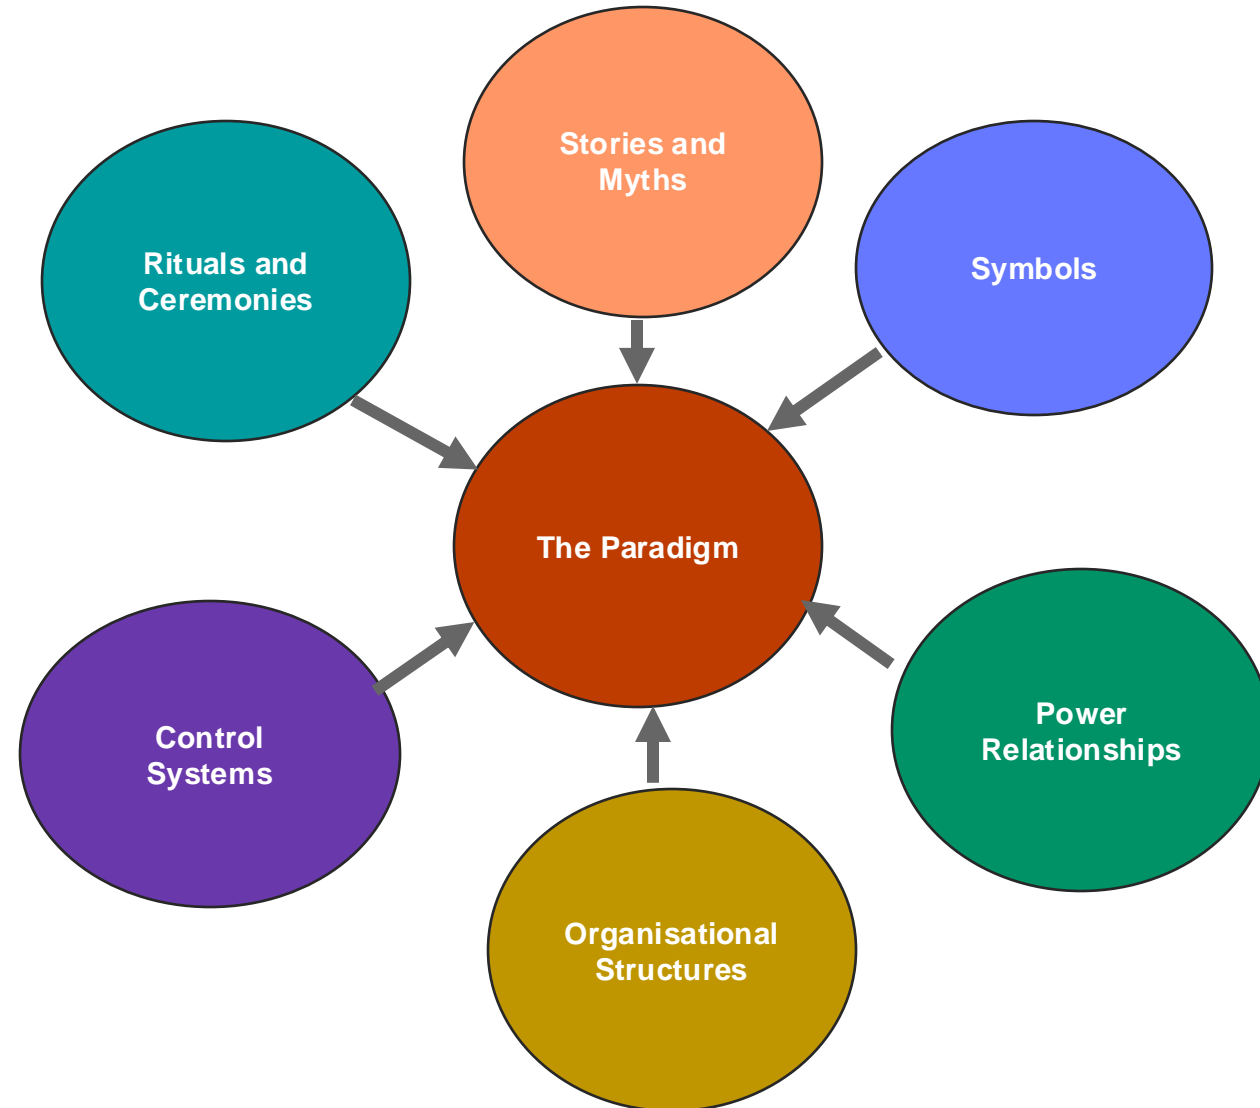 Stories and
Myths
Rituals and
Ceremonies
Symbols
The Paradigm
Power
Relationships
Control
Systems
Organisational
Structures